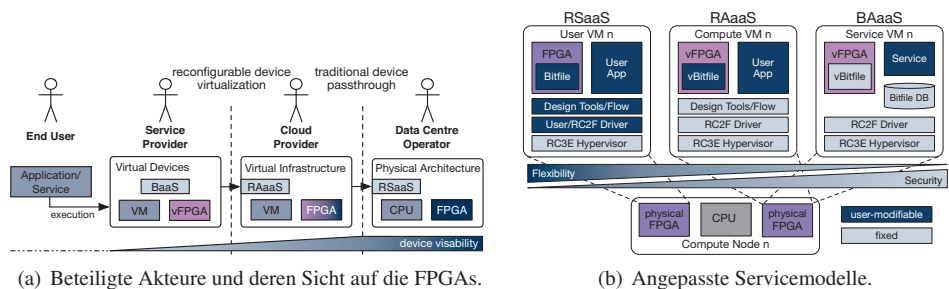 reconfigurable device
virtualization
traditional device
passthrough
End User
Service
Provider
Cloud
Provider
Data Centre
Operator
Application/
Service
execution
Virtual Devices
BaaS
VM
vFPGA
Virtual Infrastructure
RAaaS
VM
FPGA
Physical Architecture
RSaaS
CPU
FPGA
device visability
(a) Beteiligte Akteure und deren Sicht auf die FPGAs.
RSaaS
User VM n
FPGA
Bitfile
User
App
Design Tools/Flow
User/RC2F Driver
RC3E Hypervisor
RAaaS
Compute VM n
vFPGA
vBitfile
User
App
Design Tools/Flow
RC2F Driver
RC3E Hypervisor
BAaaS
Service VM n
vFPGA
vBitfile
Service
Bitfile DB
RC2F Driver
RC3E Hypervisor
Flexibility
Security
physical
FPGA
CPU
physical
FPGA
Compute Node n
user-modifiable
fixed
(b) Angepasste Servicemodelle.